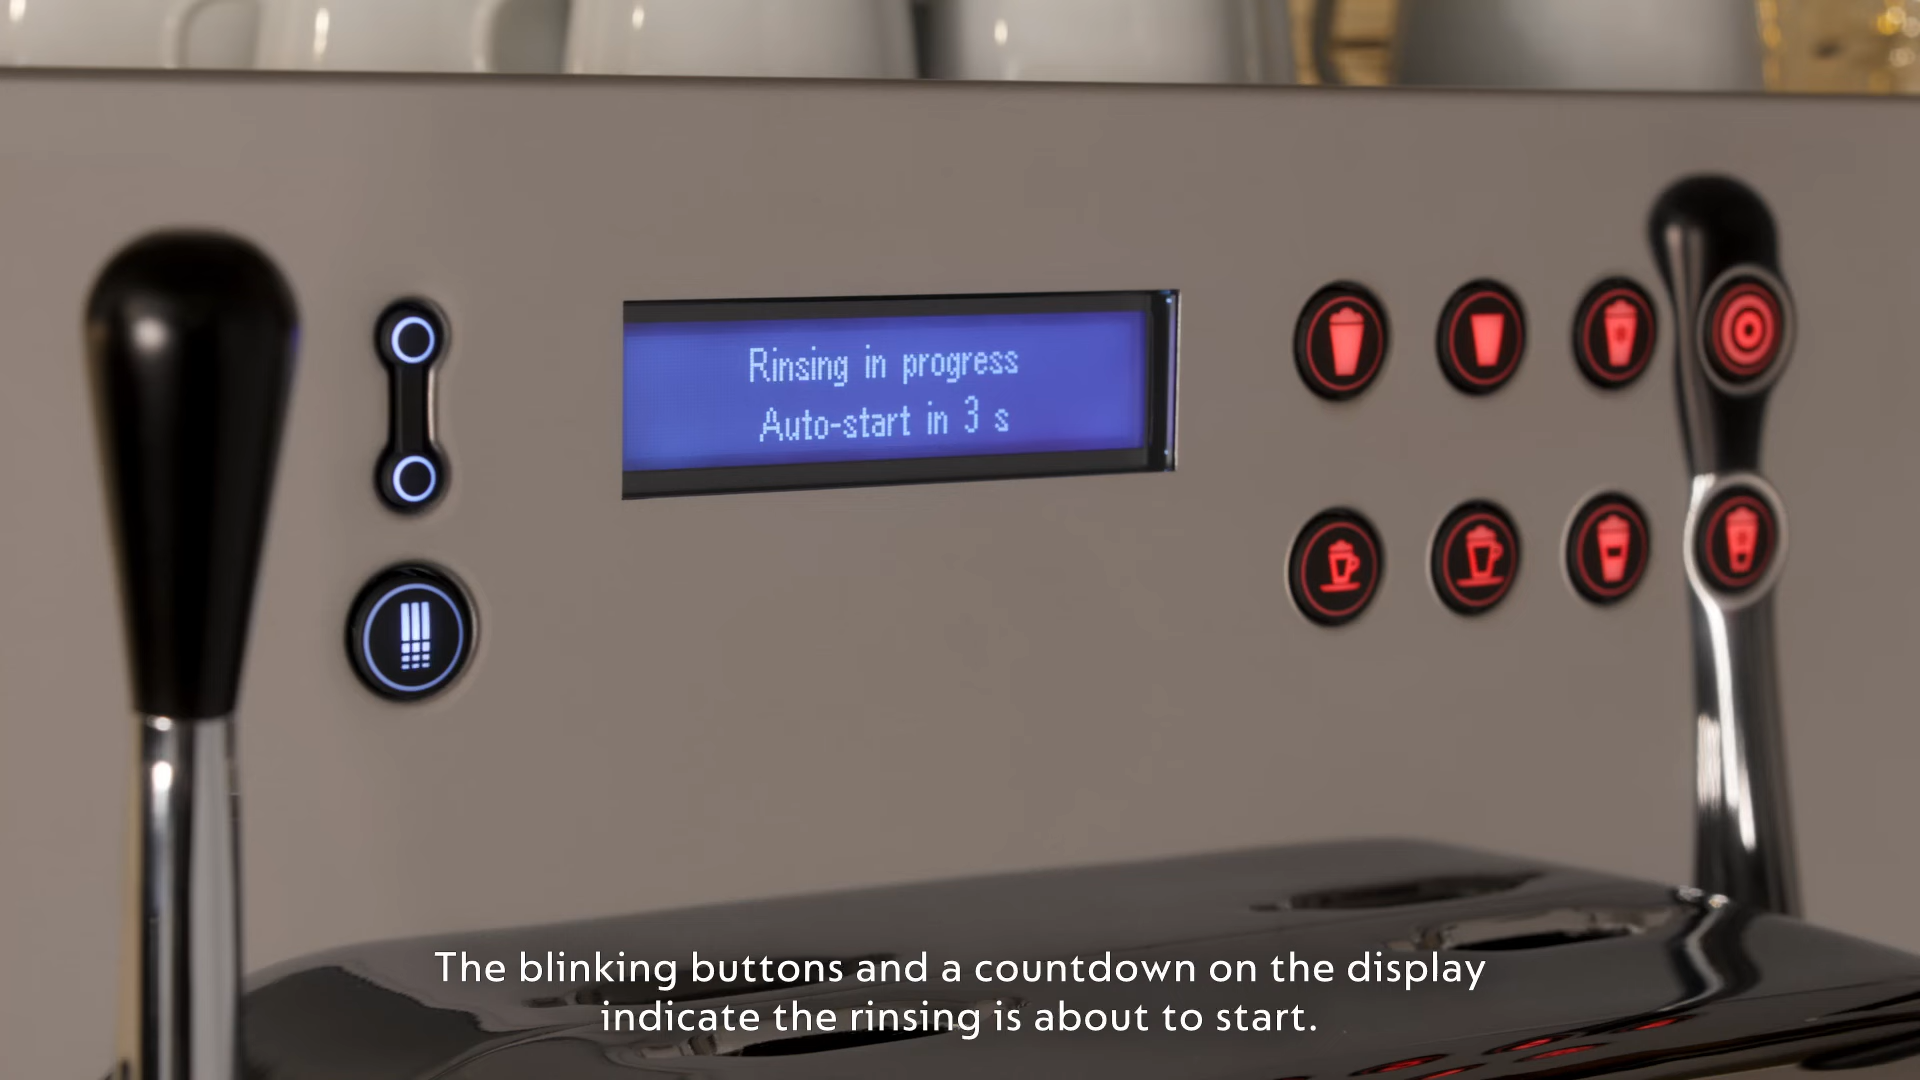 Rinsing in progress
Auto-start in 3 s
The blinking buttons and a countdown on the display
indicate the rinsing is about to start.